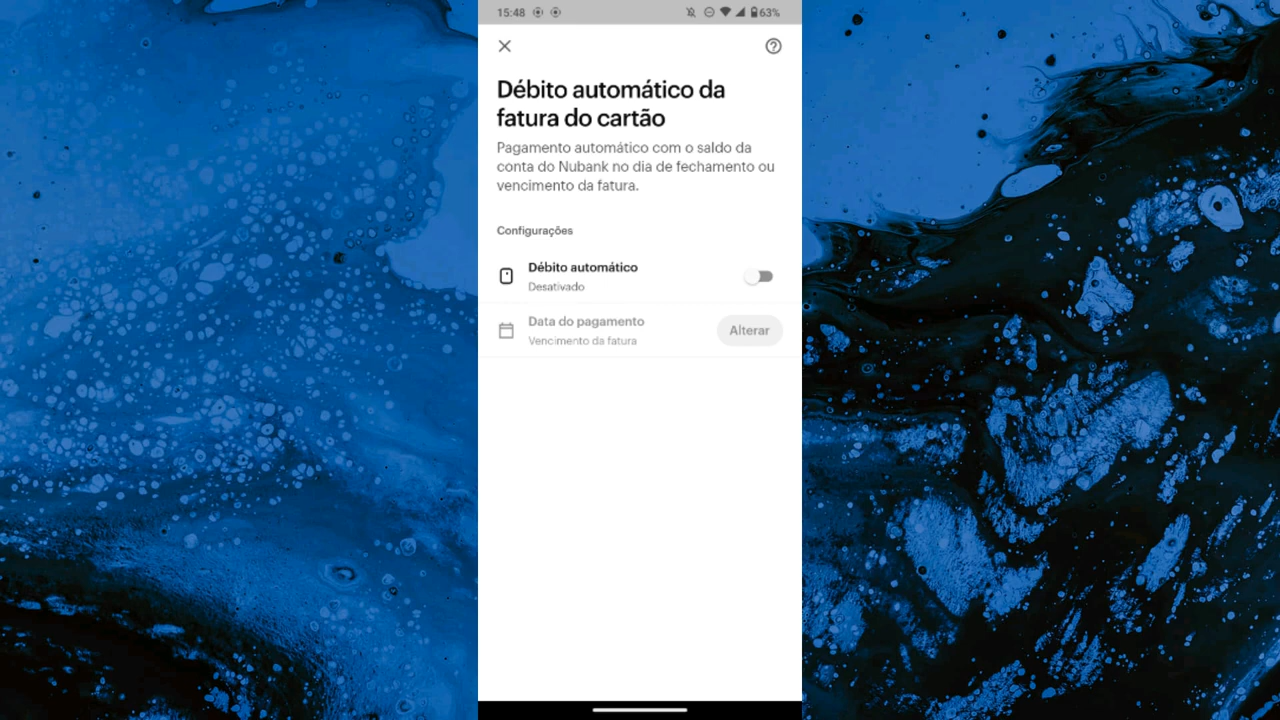 15:48 63%
Débito automático da
fatura do cartão
Pagamento automático com o saldo da
conta do Nubank no dia de fechamento ou
vencimento da fatura.
Configurações
Débito automático
Desativado
Data do pagamento
Vencimento da fatura
Alterar